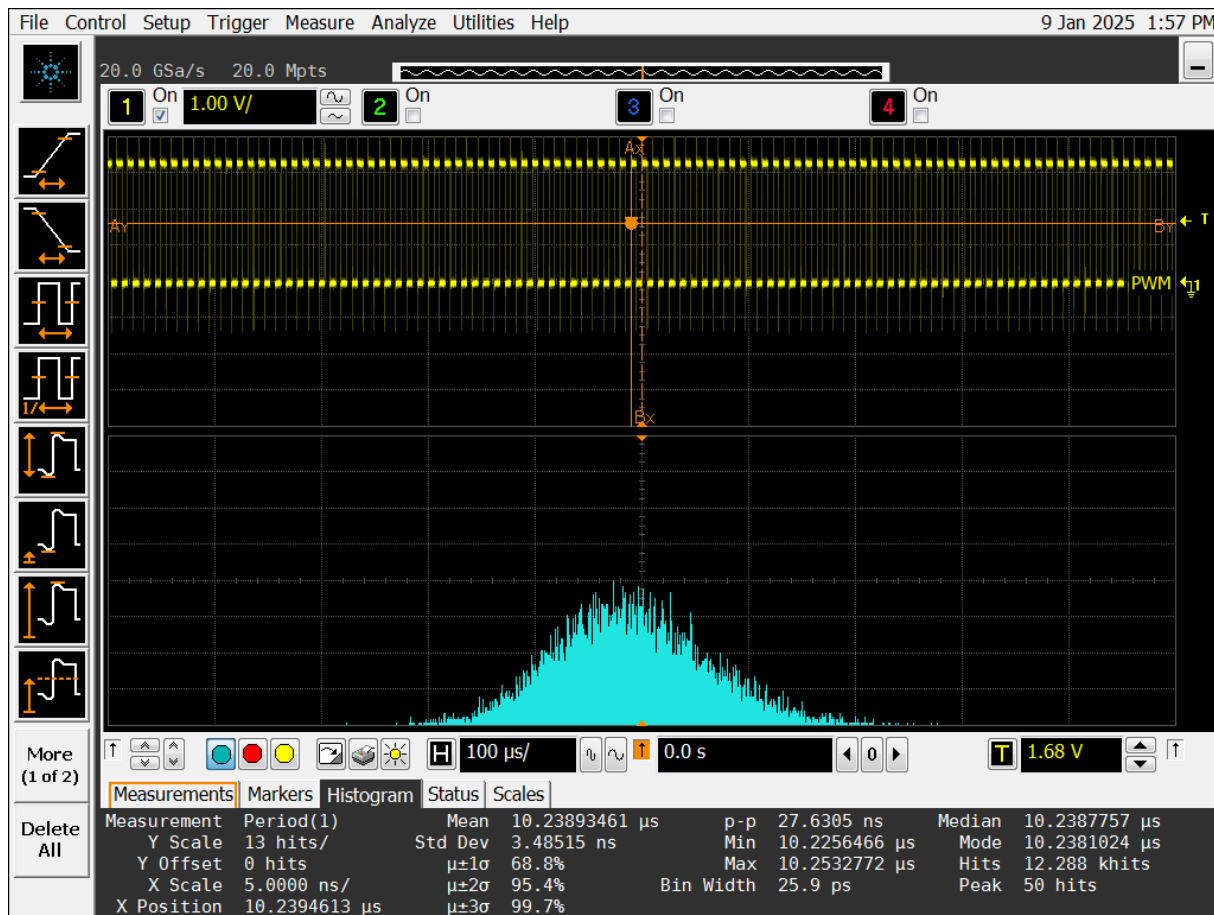 File Control Setup Trigger Measure Analyze Utilities Help 9 Jan 2025 1:57 PM
20.0 GSa/s 20.0 Mpts
1 On 1.00 V/ 2 On 3 On 4 On
Ax
Ay By T
PWM 1
Bx
1/
More
(1 of 2)
Delete
All
H 100 µs/ 0.0 s 0 T 1.68 V
Measurements Markers Histogram Status Scales
Measurement Period(1) Mean 10.23893461 µs p-p 27.6305 ns Median 10.2387757 µs
Y Scale 13 hits/ Std Dev 3.48515 ns Min 10.2256466 µs Mode 10.2381024 µs
Y Offset 0 hits µ±1σ 68.8% Max 10.2532772 µs Hits 12.288 khits
X Scale 5.0000 ns/ µ±2σ 95.4% Bin Width 25.9 ps Peak 50 hits
X Position 10.2394613 µs µ±3σ 99.7%